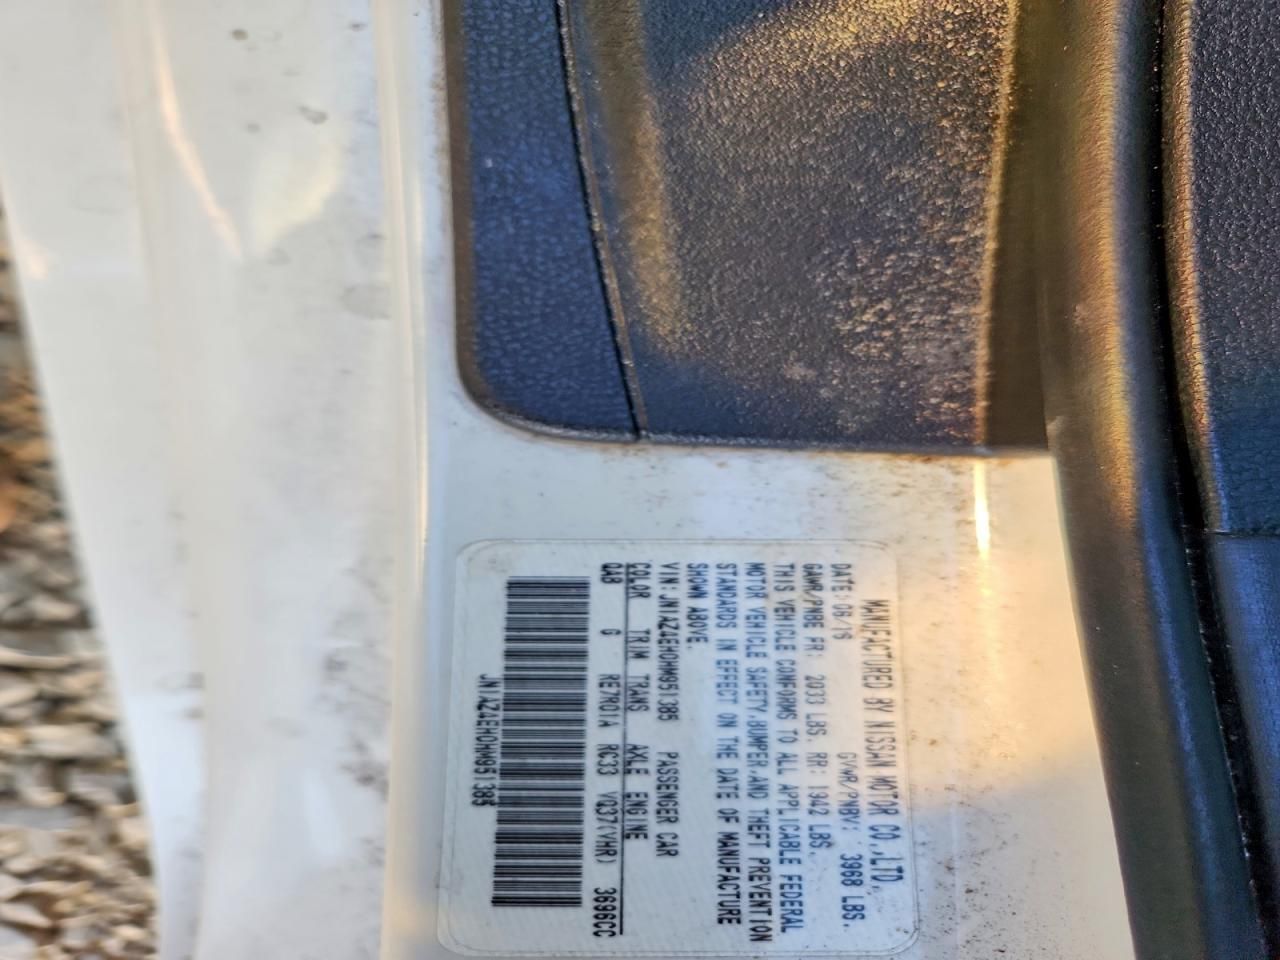 MANUFACTURED BY NISSAN MOTOR CO.,LTD.
DATE: 06/16 GVWR/PNBV: 3968 LBS.
GAWR/PNBE FR: 2033 LBS. RR: 1942 LBS.
THIS VEHICLE CONFORMS TO ALL APPLICABLE FEDERAL
MOTOR VEHICLE SAFETY,BUMPER,AND THEFT PREVENTION
STANDARDS IN EFFECT ON THE DATE OF MANUFACTURE
SHOWN ABOVE.
VIN: JN1AZ4EH0HM951385 PASSENGER CAR
COLOR TRIM TRANS AXLE ENGINE
QAB G RE7R01A RC33 VQ37(VHR) 3696CC
JN1AZ4EH0HM951385